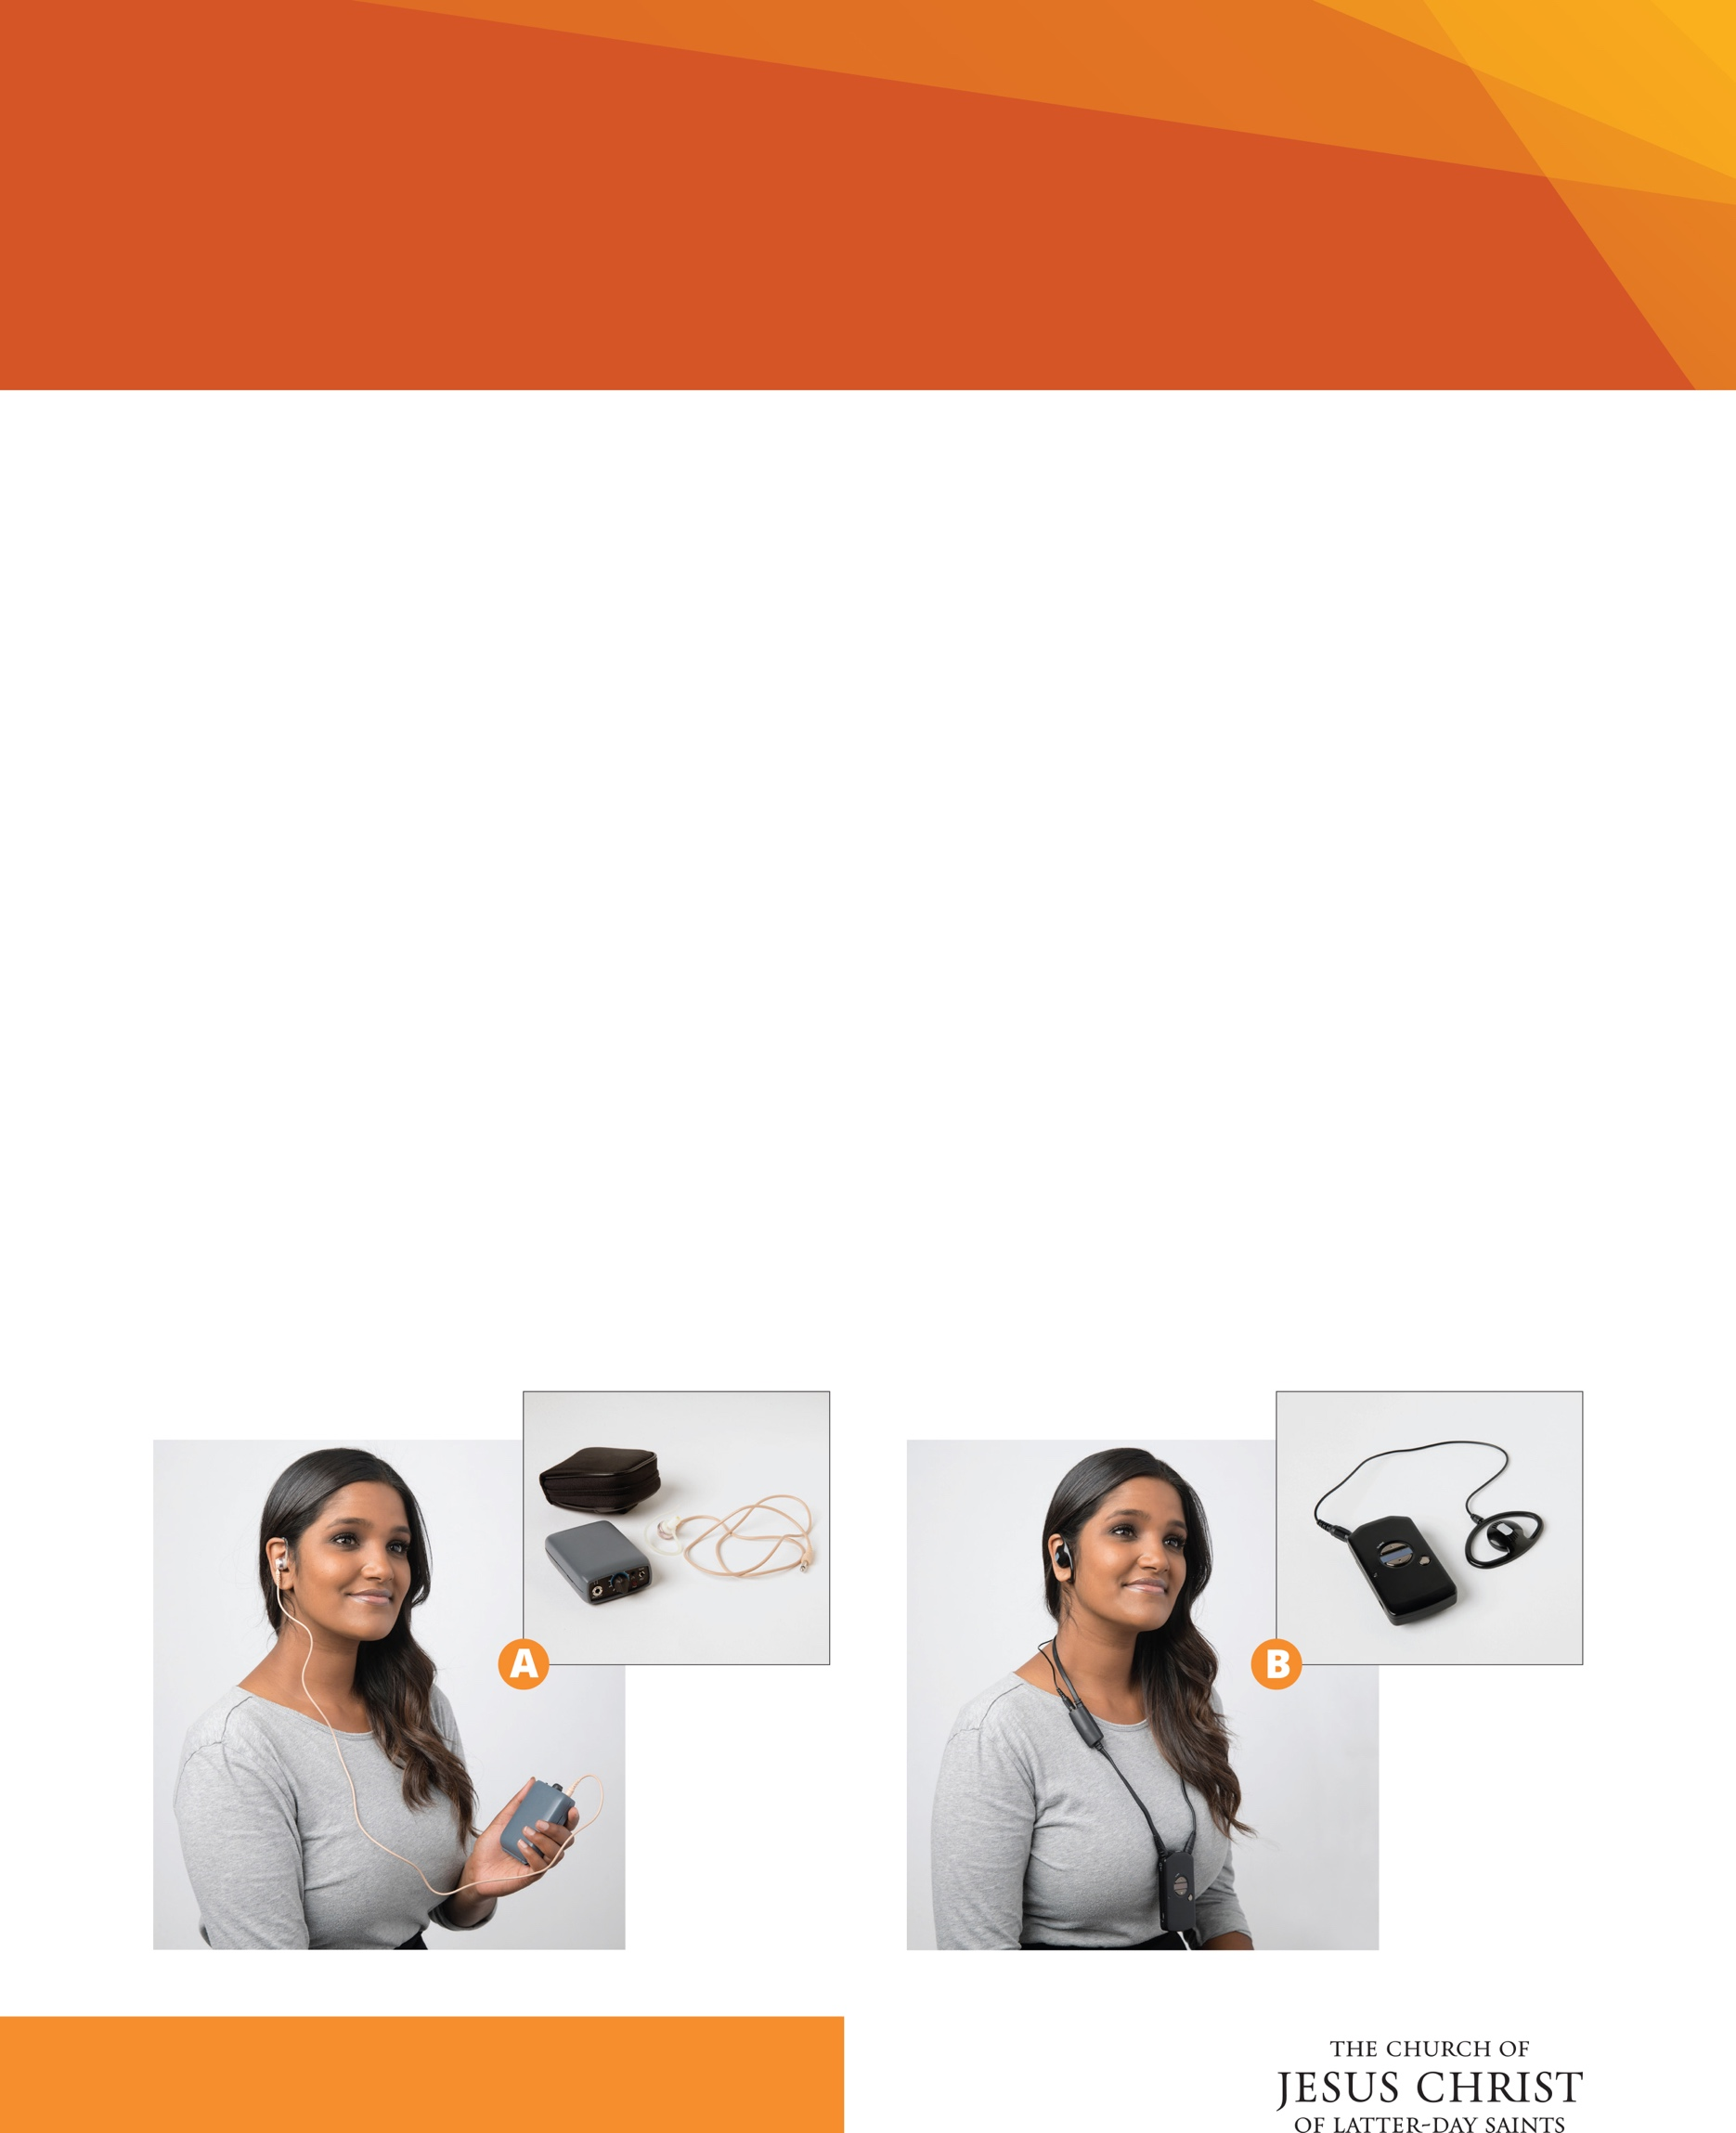 A
B
THE CHURCH OF
JESUS CHRIST
OF LATTER-DAY SAINTS